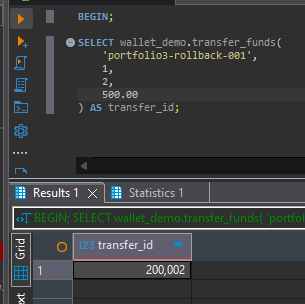 BEGIN;
SELECT wallet_demo.transfer_funds(
'portfolio3-rollback-001',
1,
2,
500.00
) AS transfer_id;
Results 1
Statistics 1
BEGIN; SELECT wallet_demo.transfer_funds( 'portfol
Grid
123 transfer_id
1
200,002